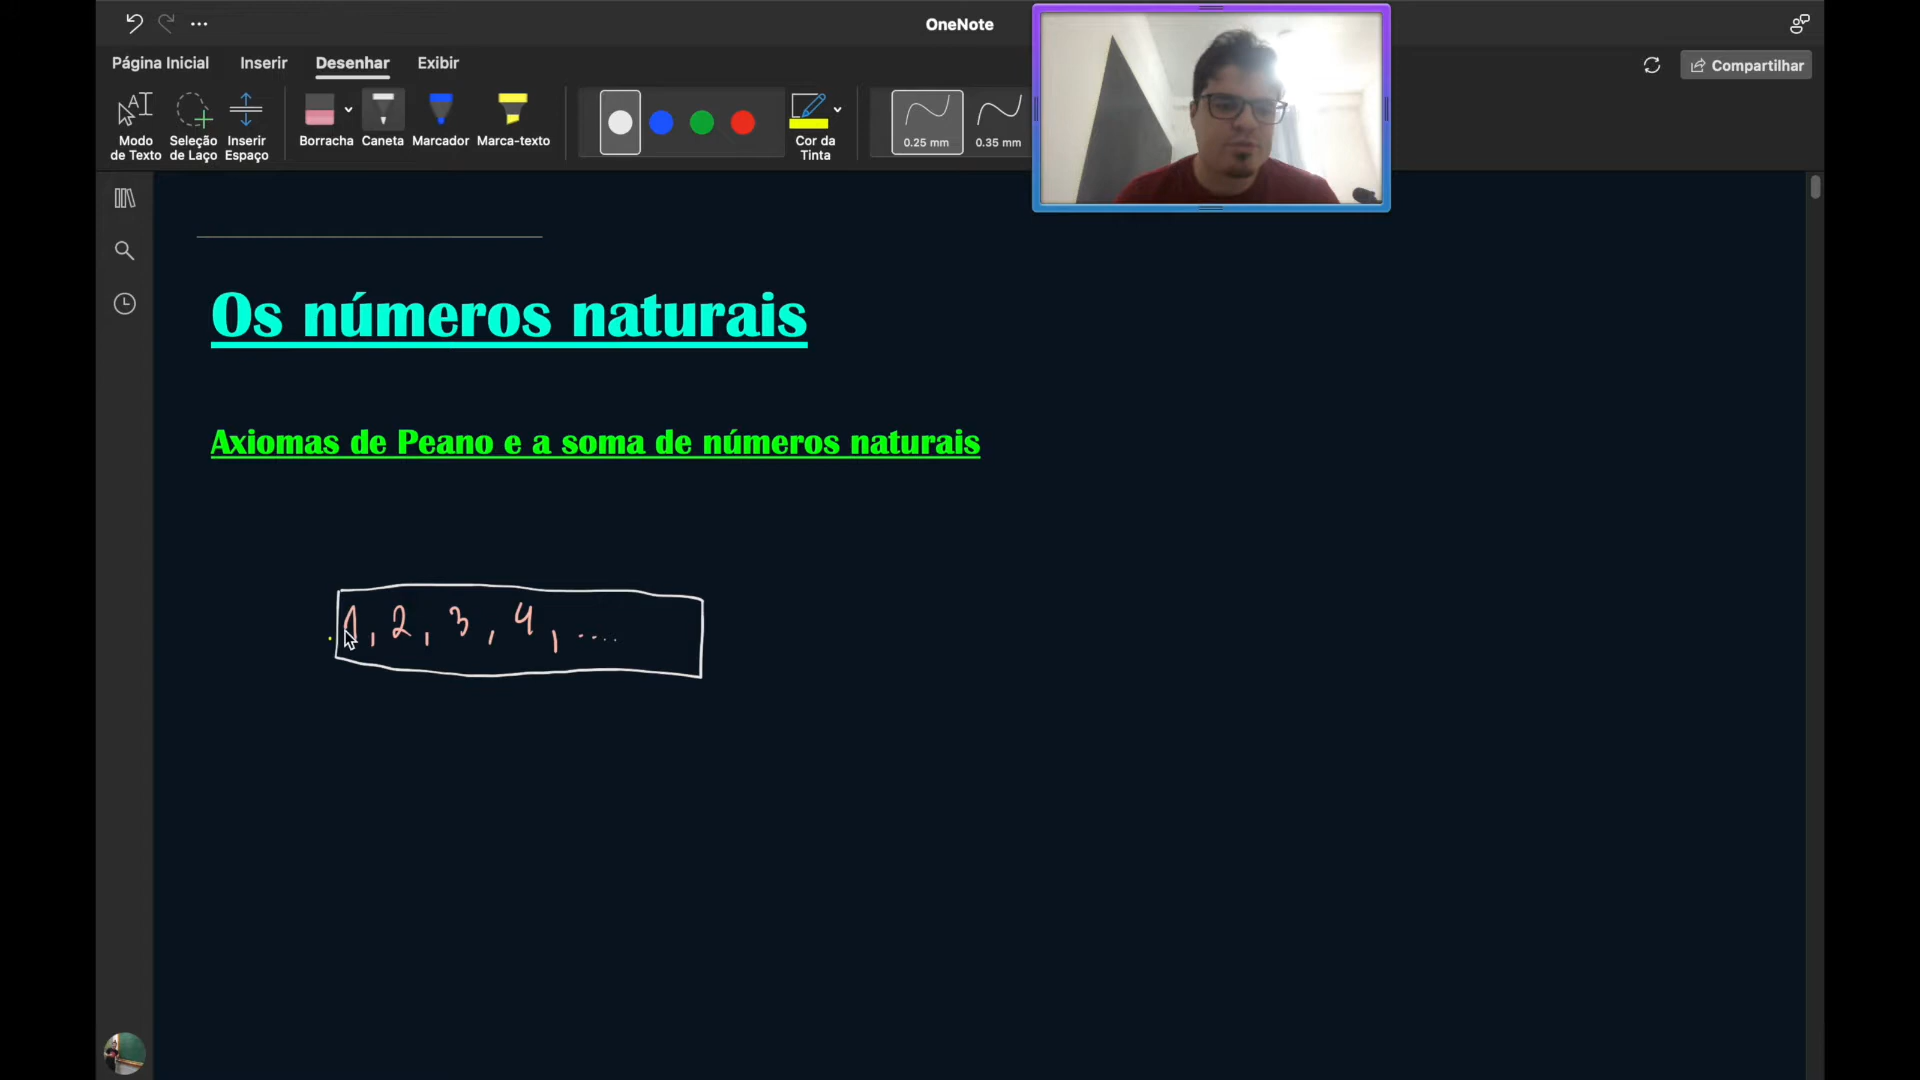 OneNote
Página Inicial Inserir Desenhar Exibir
Compartilhar
Modo de Texto
Seleção de Laço
Inserir Espaço
Borracha
Caneta
Marcador
Marca-texto
Cor da Tinta
0.25 mm
0.35 mm
Os números naturais
Axiomas de Peano e a soma de números naturais
1, 2, 3, 4, ....